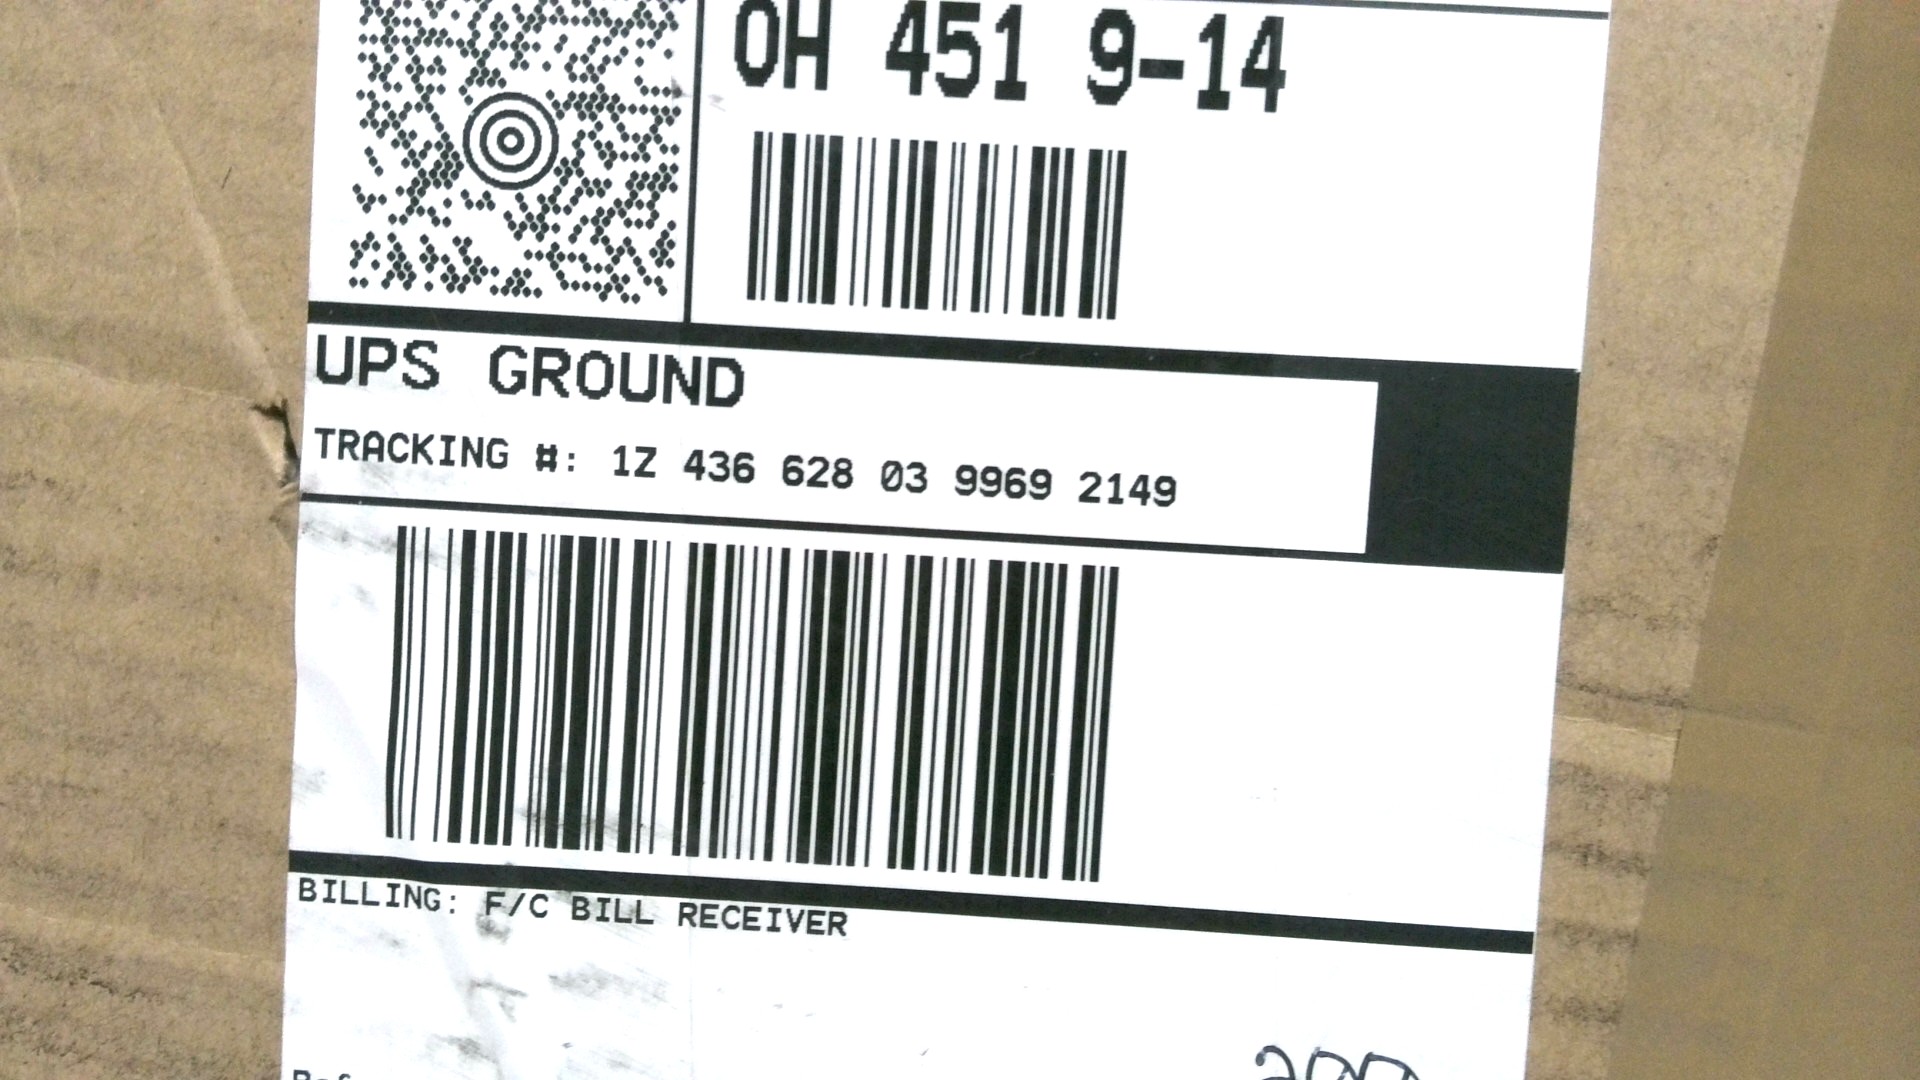 OH 451 9-14
UPS GROUND
TRACKING #: 1Z 436 628 03 9969 2149
BILLING: F/C BILL RECEIVER